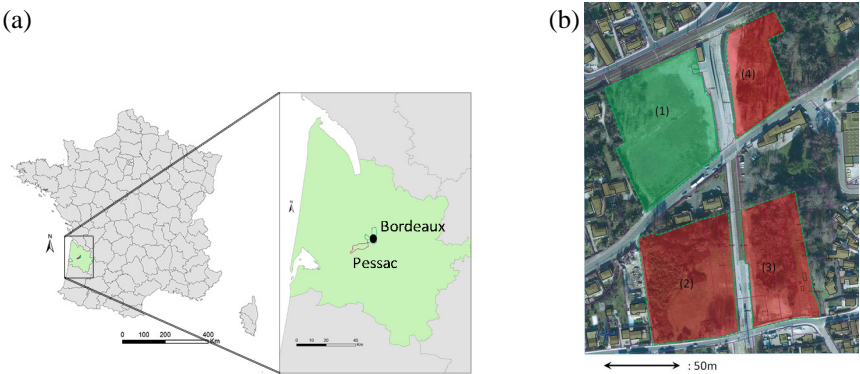 (a)
N
0 100 200 400
Km
N
Bordeaux
Pessac
0 10 20 40
Km
(b)
(1)
(4)
(2)
(3)
: 50m